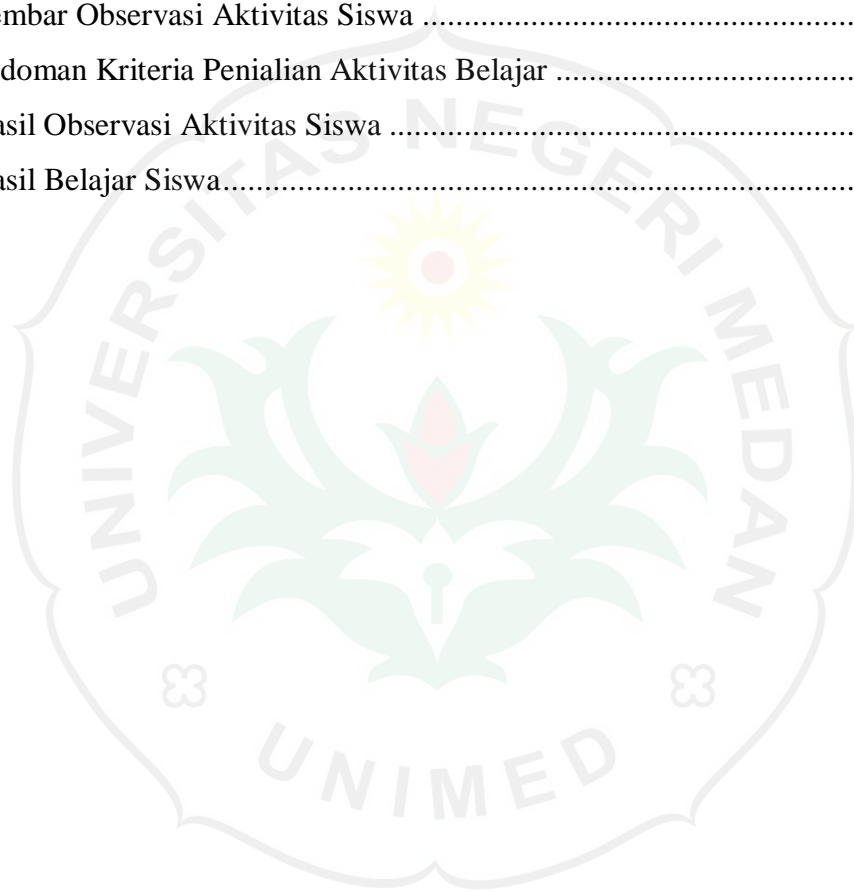 embar Observasi Aktivitas Siswa ..........................................................
doman Kriteria Penialian Aktivitas Belajar ........................................
asil Observasi Aktivitas Siswa ..............................................................
asil Belajar Siswa.....................................................................................
UNIVERSITAS NEGERI MEDAN
UNIMED